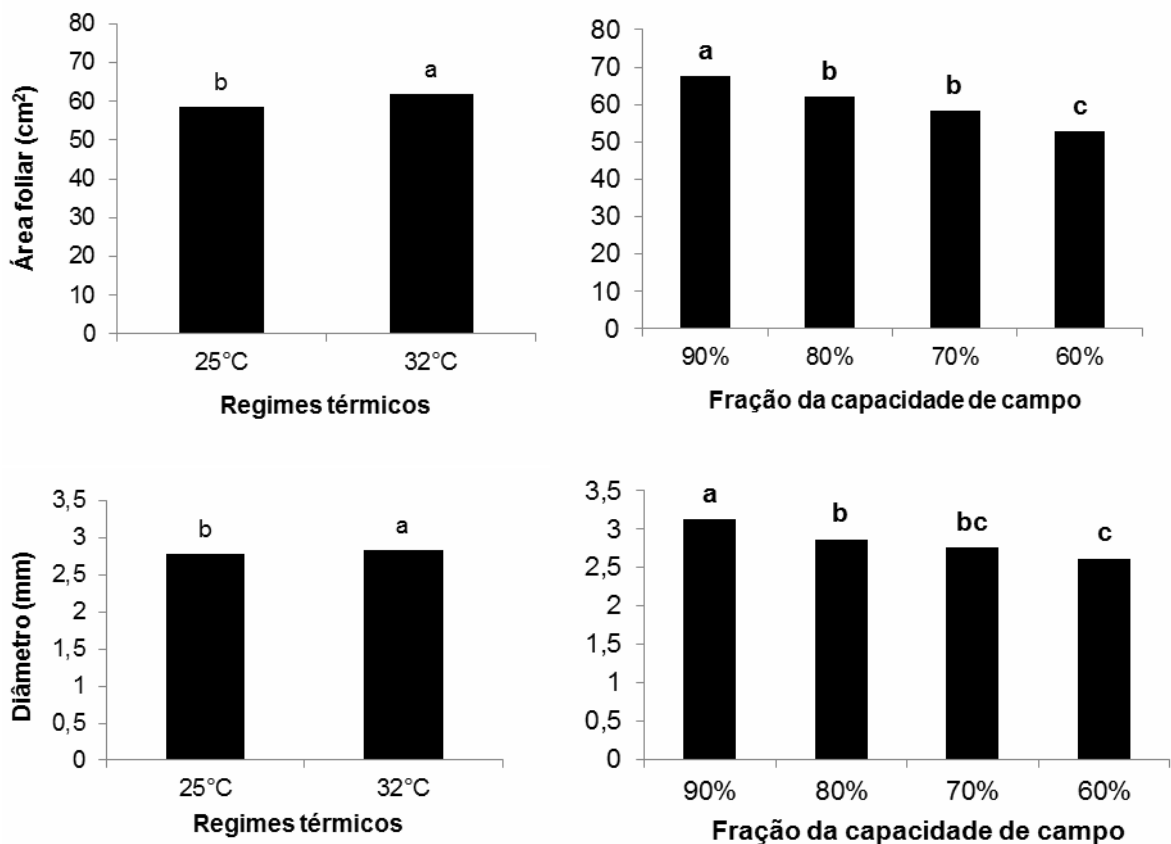 Área foliar (cm²)
80
70
60
50
40
30
20
10
0
b
a
25°C
32°C
Regimes térmicos
80
70
60
50
40
30
20
10
0
a
b
b
c
90%
80%
70%
60%
Fração da capacidade de campo
Diâmetro (mm)
3,5
3
2,5
2
1,5
1
0,5
0
b
a
25°C
32°C
Regimes térmicos
3,5
3
2,5
2
1,5
1
0,5
0
a
b
bc
c
90%
80%
70%
60%
Fração da capacidade de campo